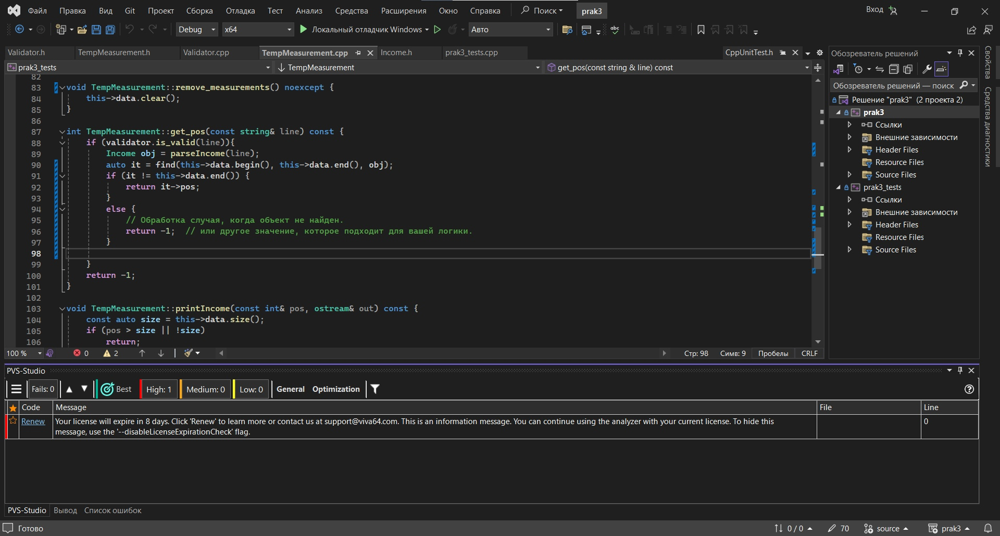 Файл Правка Вид Git Проект Сборка Отладка Тест Анализ Средства Расширения Окно Справка Поиск prak3 Вход
Debug x64 Локальный отладчик Windows Авто abc
Validator.h TempMeasurement.h Validator.cpp TempMeasurement.cpp Income.h prak3_tests.cpp CppUnitTest.h
prak3_tests TempMeasurement get_pos(const string & line) const
82
83 void TempMeasurement::remove_measurements() noexcept {
84 this->data.clear();
85 }
86
87 int TempMeasurement::get_pos(const string& line) const {
88 if (validator.is_valid(line)){
89 Income obj = parseIncome(line);
90 auto it = find(this->data.begin(), this->data.end(), obj);
91 if (it != this->data.end()) {
92 return it->pos;
93 }
94 else {
95 // Обработка случая, когда объект не найден.
96 return -1; // или другое значение, которое подходит для вашей логики.
97 }
98
99 }
100 return -1;
101 }
102
103 void TempMeasurement::printIncome(const int& pos, ostream& out) const {
104 const auto size = this->data.size();
105 if (pos > size || !size)
106 return;
100 % 0 2 Стр: 98 Симв: 9 Пробелы CRLF
Обозреватель решений
Обозреватель решений — поиск
Решение "prak3" (2 проекта 2)
prak3
Ссылки
Внешние зависимости
Header Files
Resource Files
Source Files
prak3_tests
Ссылки
Внешние зависимости
Header Files
Resource Files
Source Files
Свойства
Средства диагностики
PVS-Studio
Fails: 0 Best High: 1 Medium: 0 Low: 0 General Optimization
Code Message File Line
Renew Your license will expire in 8 days. Click 'Renew' to learn more or contact us at support@viva64.com. This is an information message. You can continue using the analyzer with your current license. To hide this 0
message, use the '--disableLicenseExpirationCheck' flag.
PVS-Studio Вывод Список ошибок
Готово 0 / 0 70 source prak3